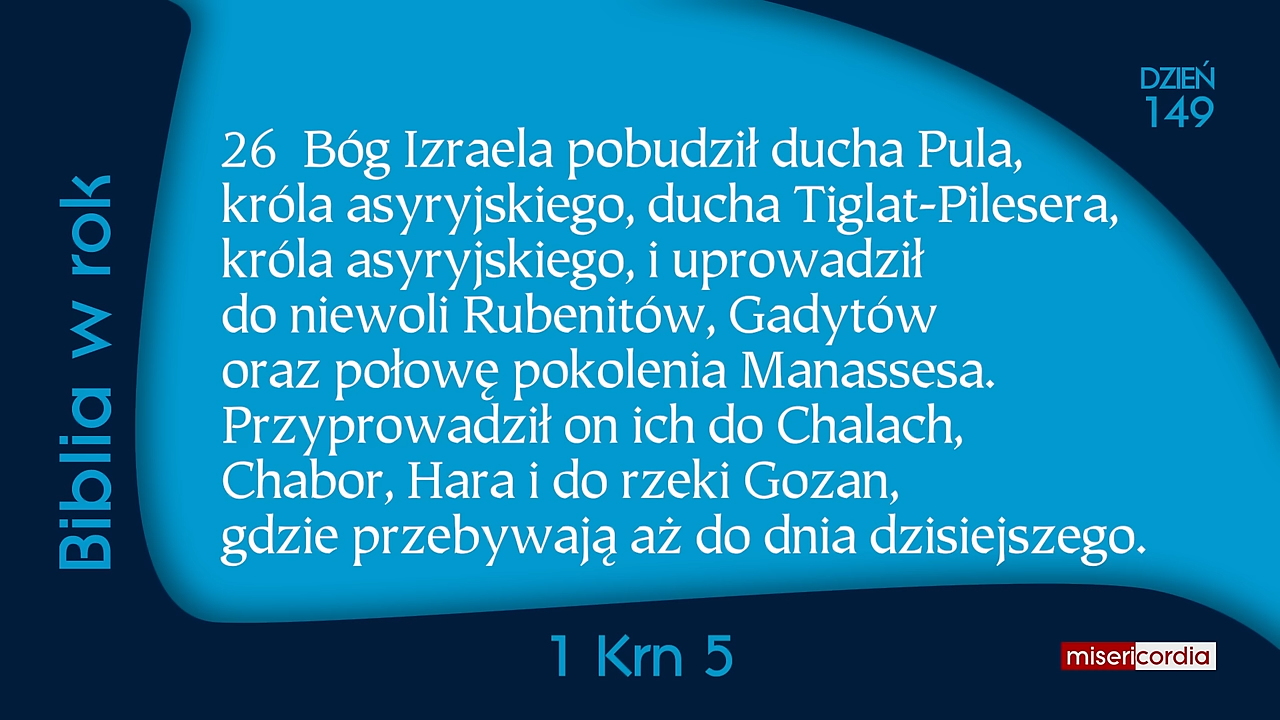 DZIEŃ
149
Biblia w rok
26 Bóg Izraela pobudził ducha Pula,
króla asyryjskiego, ducha Tiglat-Pilesera,
króla asyryjskiego, i uprowadził
do niewoli Rubenitów, Gadytów
oraz połowę pokolenia Manassesa.
Przyprowadził on ich do Chalach,
Chabor, Hara i do rzeki Gozan,
gdzie przebywają aż do dnia dzisiejszego.
1 Krn 5
misericordia